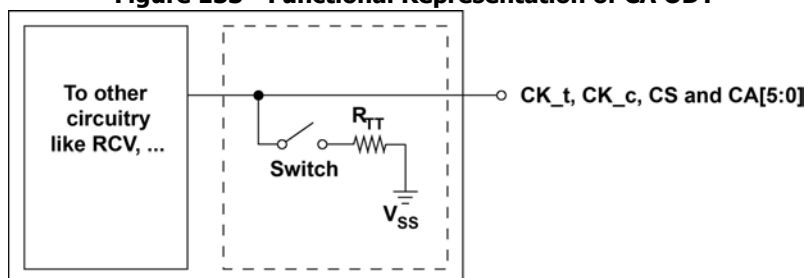 Figure 233 - Functional Representation of CA ODT
To other
circuitry
like RCV, ...
CK_t, CK_c, CS and CA[5:0]
RTT
Switch
VSS